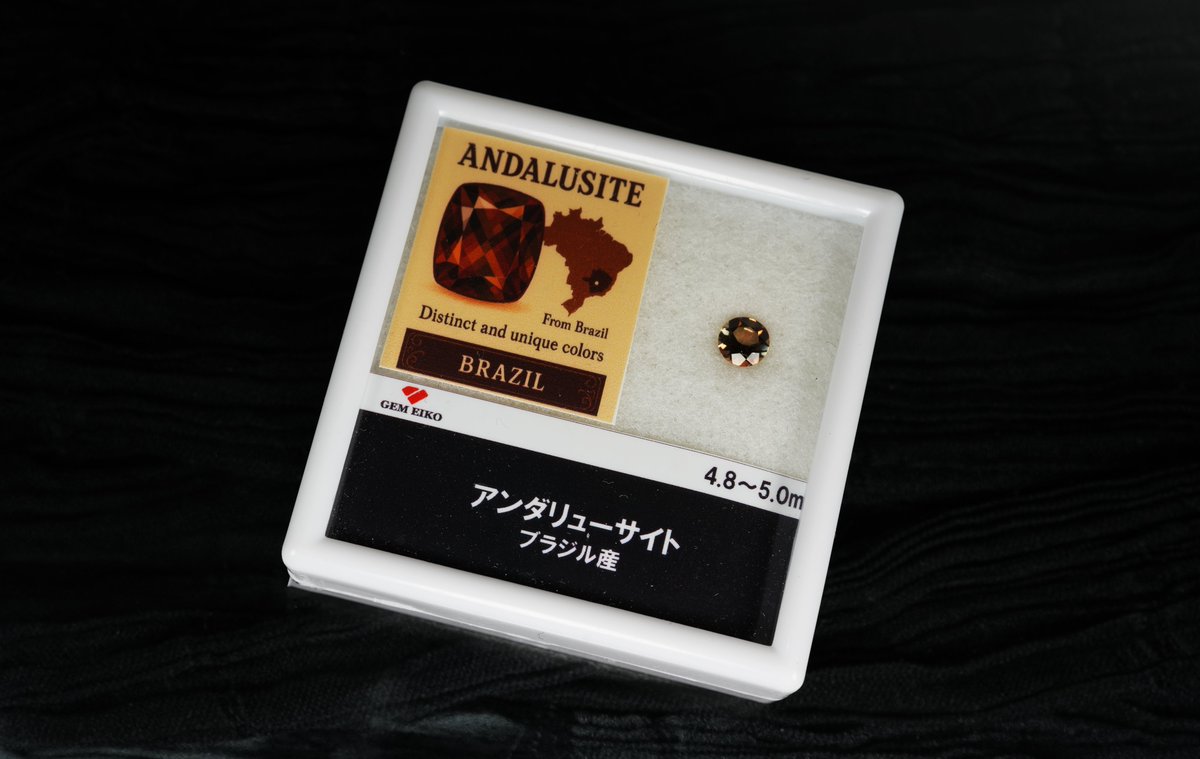 ANDALUSITE
From Brazil
Distinct and unique colors
BRAZIL
GEM EIKO
4.8〜5.0m
アンダリューサイト
ブラジル産